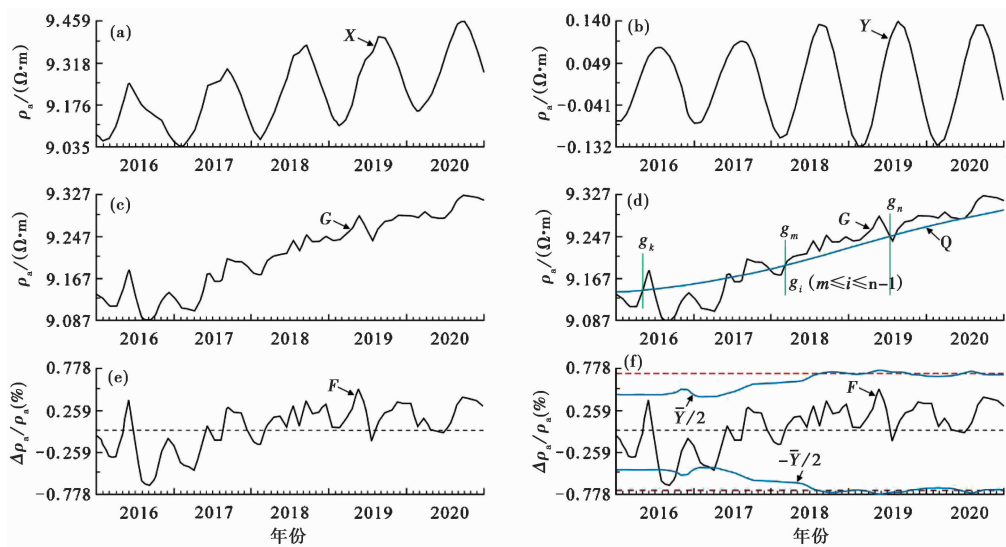 (a)
X
ρₐ/(Ω•m)
9.459
9.318
9.176
9.035
2016 2017 2018 2019 2020
(b)
Y
ρₐ/(Ω•m)
0.140
0.049
-0.041
-0.132
2016 2017 2018 2019 2020
(c)
G
ρₐ/(Ω•m)
9.327
9.247
9.167
9.087
2016 2017 2018 2019 2020
(d)
G
gₙ
Q
gₖ
gₘ
gᵢ (m≤i≤n-1)
ρₐ/(Ω•m)
9.327
9.247
9.167
9.087
2016 2017 2018 2019 2020
(e)
F
Δρₐ/ρₐ(%)
0.778
0.259
-0.259
-0.778
2016 2017 2018 2019 2020
年份
(f)
F
Ȳ/2
-Ȳ/2
Δρₐ/ρₐ(%)
0.778
0.259
-0.259
-0.778
2016 2017 2018 2019 2020
年份